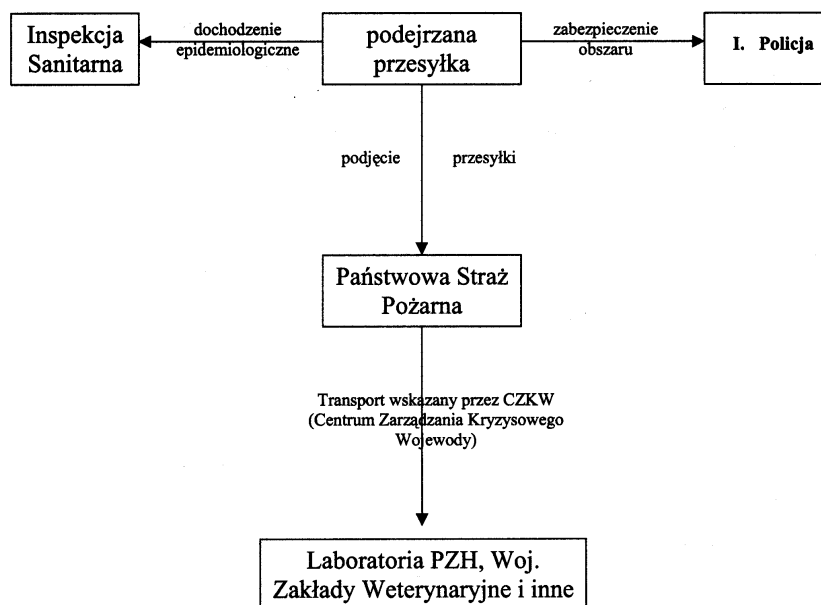 Inspekcja
Sanitarna
dochodzenie
epidemiologiczne
podejrzana
przesyłka
zabezpieczenie
obszaru
I. Policja
podjęcie przesyłki
Państwowa Straż
Pożarna
Transport wskazany przez CZKW
(Centrum Zarządzania Kryzysowego
Wojewody)
Laboratoria PZH, Woj.
Zakłady Weterynaryjne i inne